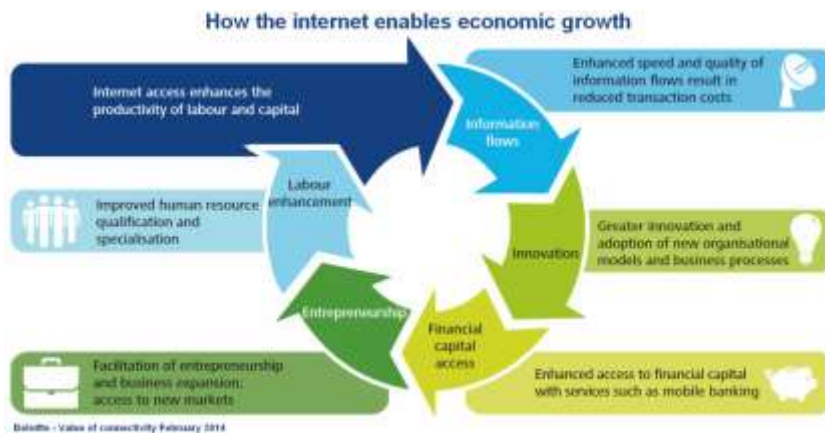 How the internet enables economic growth
Internet access enhances the
productivity of labour and capital
Enhanced speed and quality of
information flows result in
reduced transaction costs
Information
flows
Greater innovation and
adoption of new organisational
models and business processes
Innovation
Enhanced access to financial capital
with services such as mobile banking
Financial
capital
access
Facilitation of entrepreneurship
and business expansion;
access to new markets
Entrepreneurship
Improved human resource
qualification and
specialisation
Labour
enhancement
Deloitte - Value of connectivity February 2014